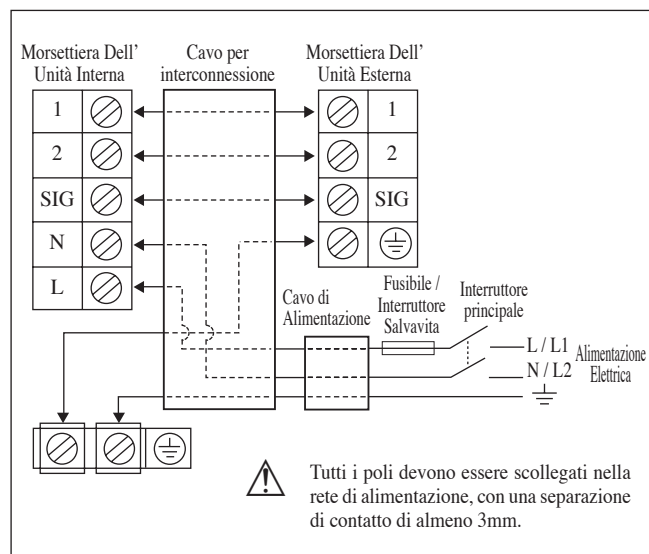 Morsettiera Dell'
Unità Interna
Cavo per
interconnessione
Morsettiera Dell'
Unità Esterna
1
2
SIG
N
L
1
2
SIG
Cavo di
Alimentazione
Fusibile /
Interruttore
Salvavita
Interruttore
principale
L / L1
N / L2
Alimentazione
Elettrica
Tutti i poli devono essere scollegati nella
rete di alimentazione, con una separazione
di contatto di almeno 3mm.